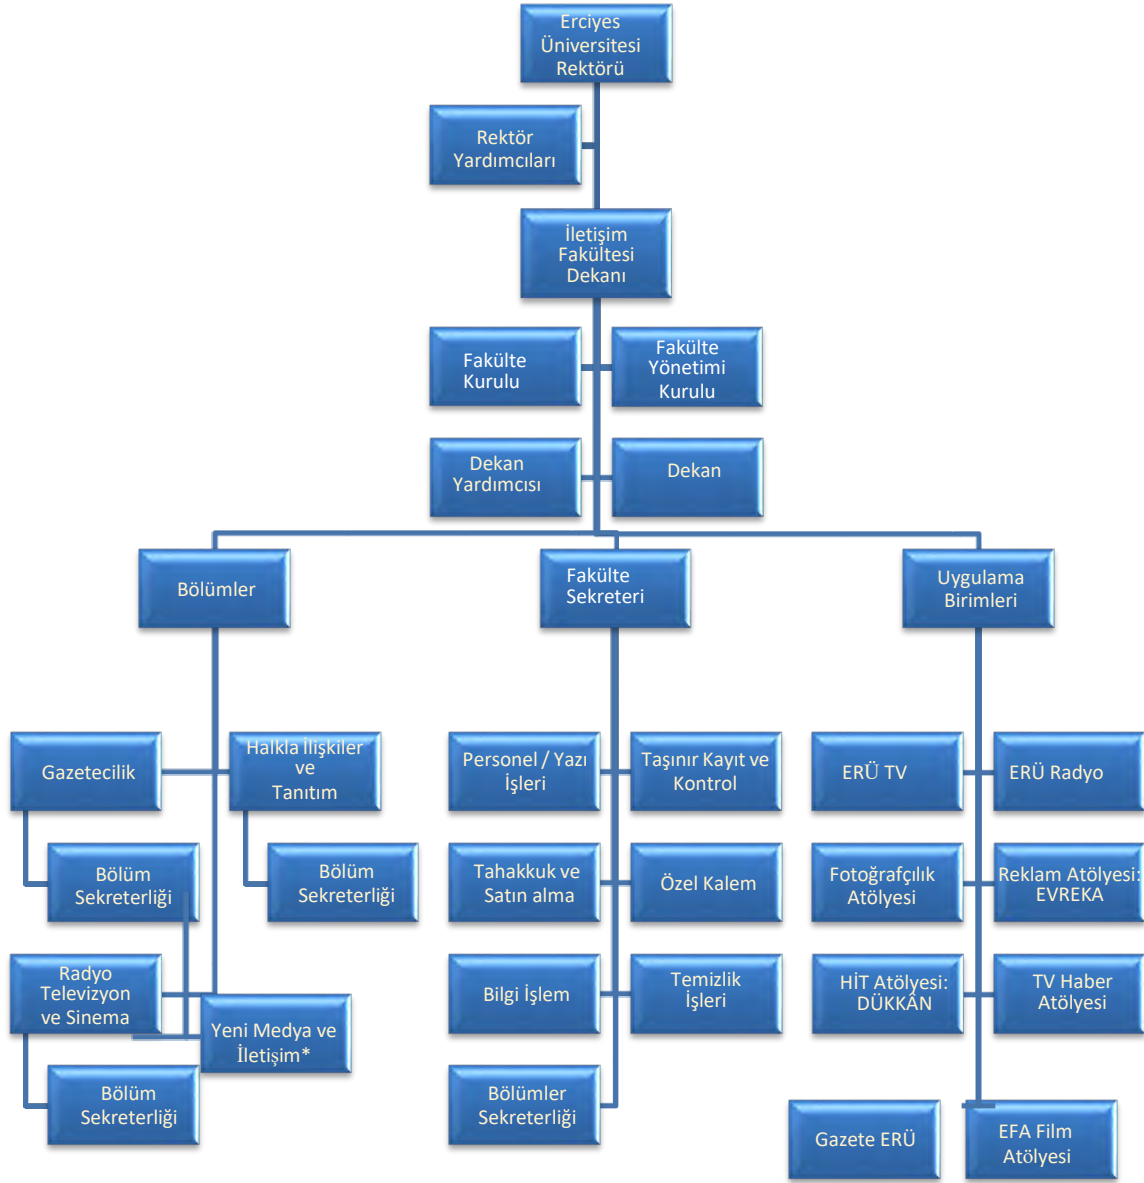 Erciyes
Üniversitesi
Rektörü
Rektör
Yardımcıları
İletişim
Fakültesi
Dekanı
Fakülte
Kurulu
Fakülte
Yönetimi
Kurulu
Dekan
Yardımcısı
Dekan
Bölümler
Fakülte
Sekreteri
Uygulama
Birimleri
Gazetecilik
Halkla İlişkiler
ve
Tanıtım
Personel / Yazı
İşleri
Taşınır Kayıt ve
Kontrol
ERÜ TV
ERÜ Radyo
Bölüm
Sekreterliği
Bölüm
Sekreterliği
Tahakkuk ve
Satın alma
Özel Kalem
Fotoğrafçılık
Atölyesi
Reklam Atölyesi:
EVREKA
Radyo
Televizyon
ve Sinema
Yeni Medya ve
İletişim*
Bilgi İşlem
Temizlik
İşleri
HİT Atölyesi:
DÜKKÂN
TV Haber
Atölyesi
Bölüm
Sekreterliği
Bölümler
Sekreterliği
Gazete ERÜ
EFA Film
Atölyesi